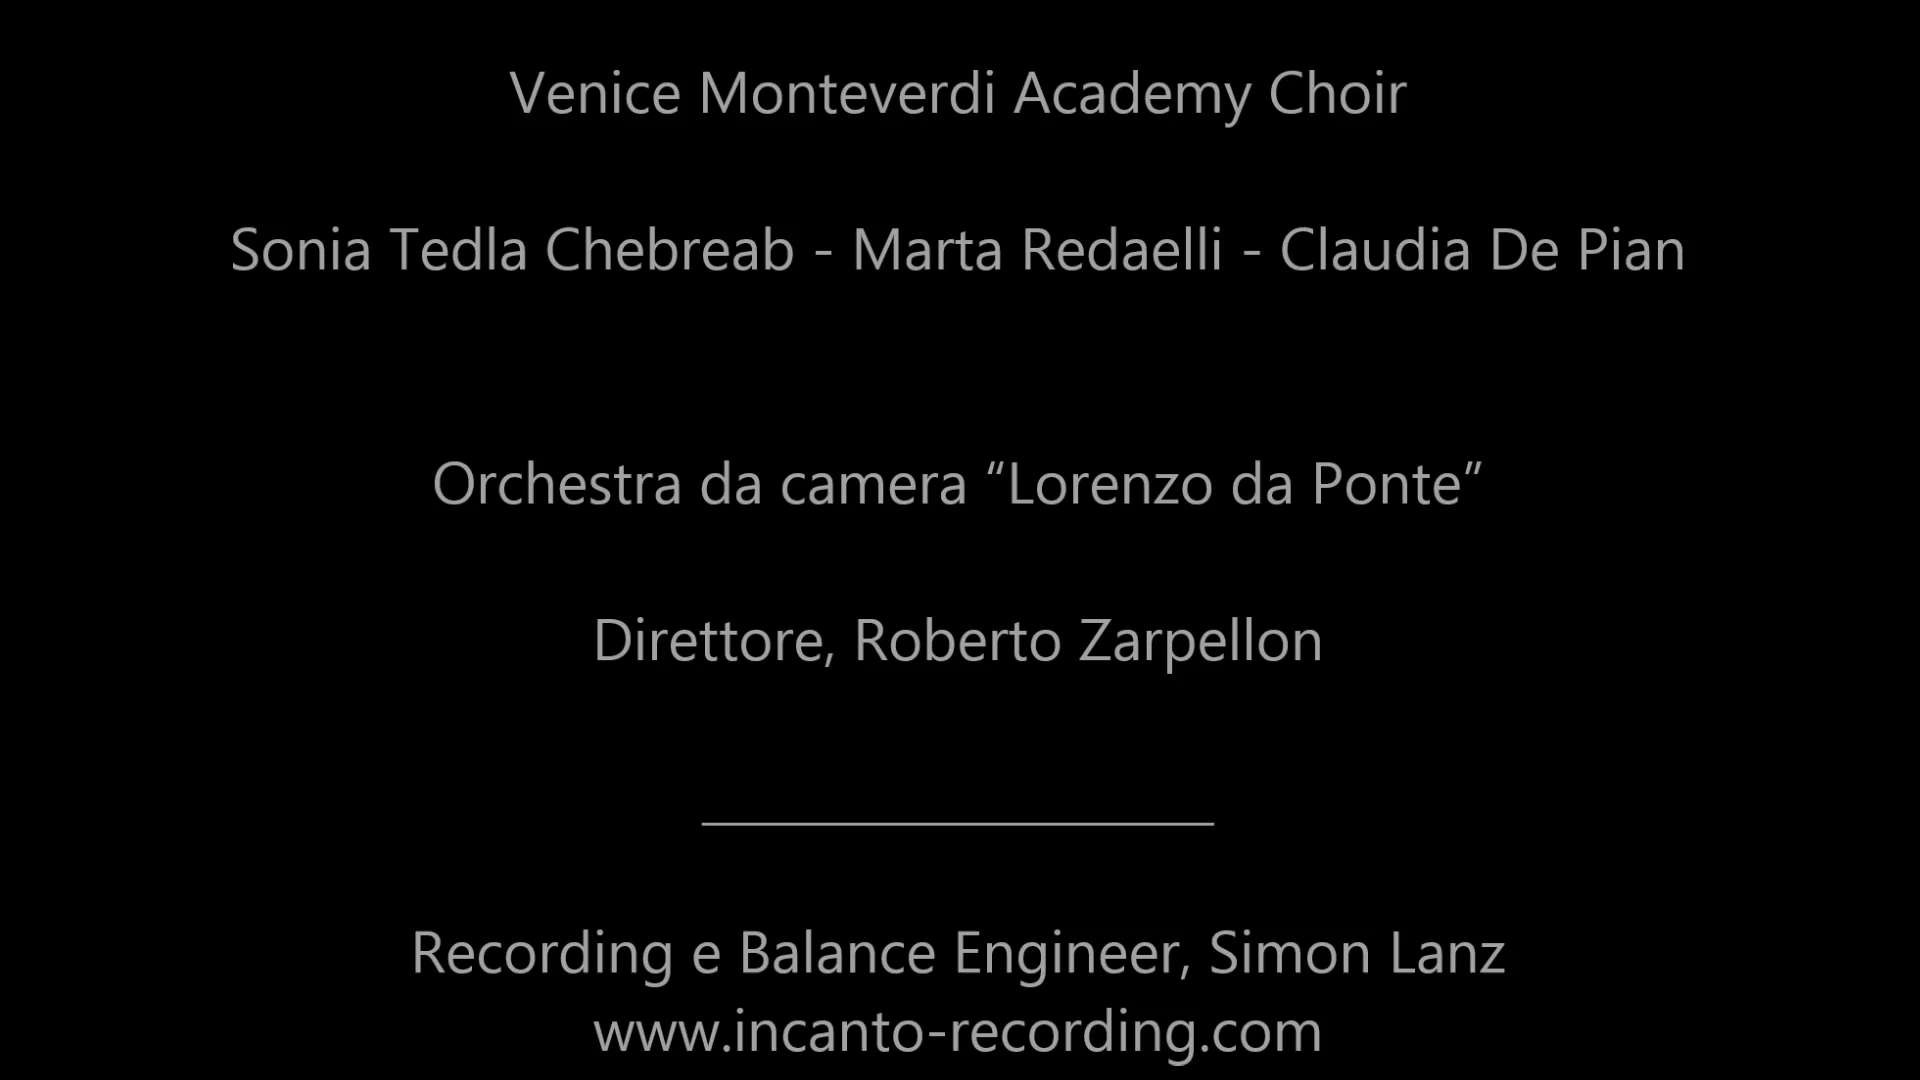 Venice Monteverdi Academy Choir
Sonia Tedla Chebreab - Marta Redaelli - Claudia De Pian
Orchestra da camera “Lorenzo da Ponte”
Direttore, Roberto Zarpellon
Recording e Balance Engineer, Simon Lanz
www.incanto-recording.com